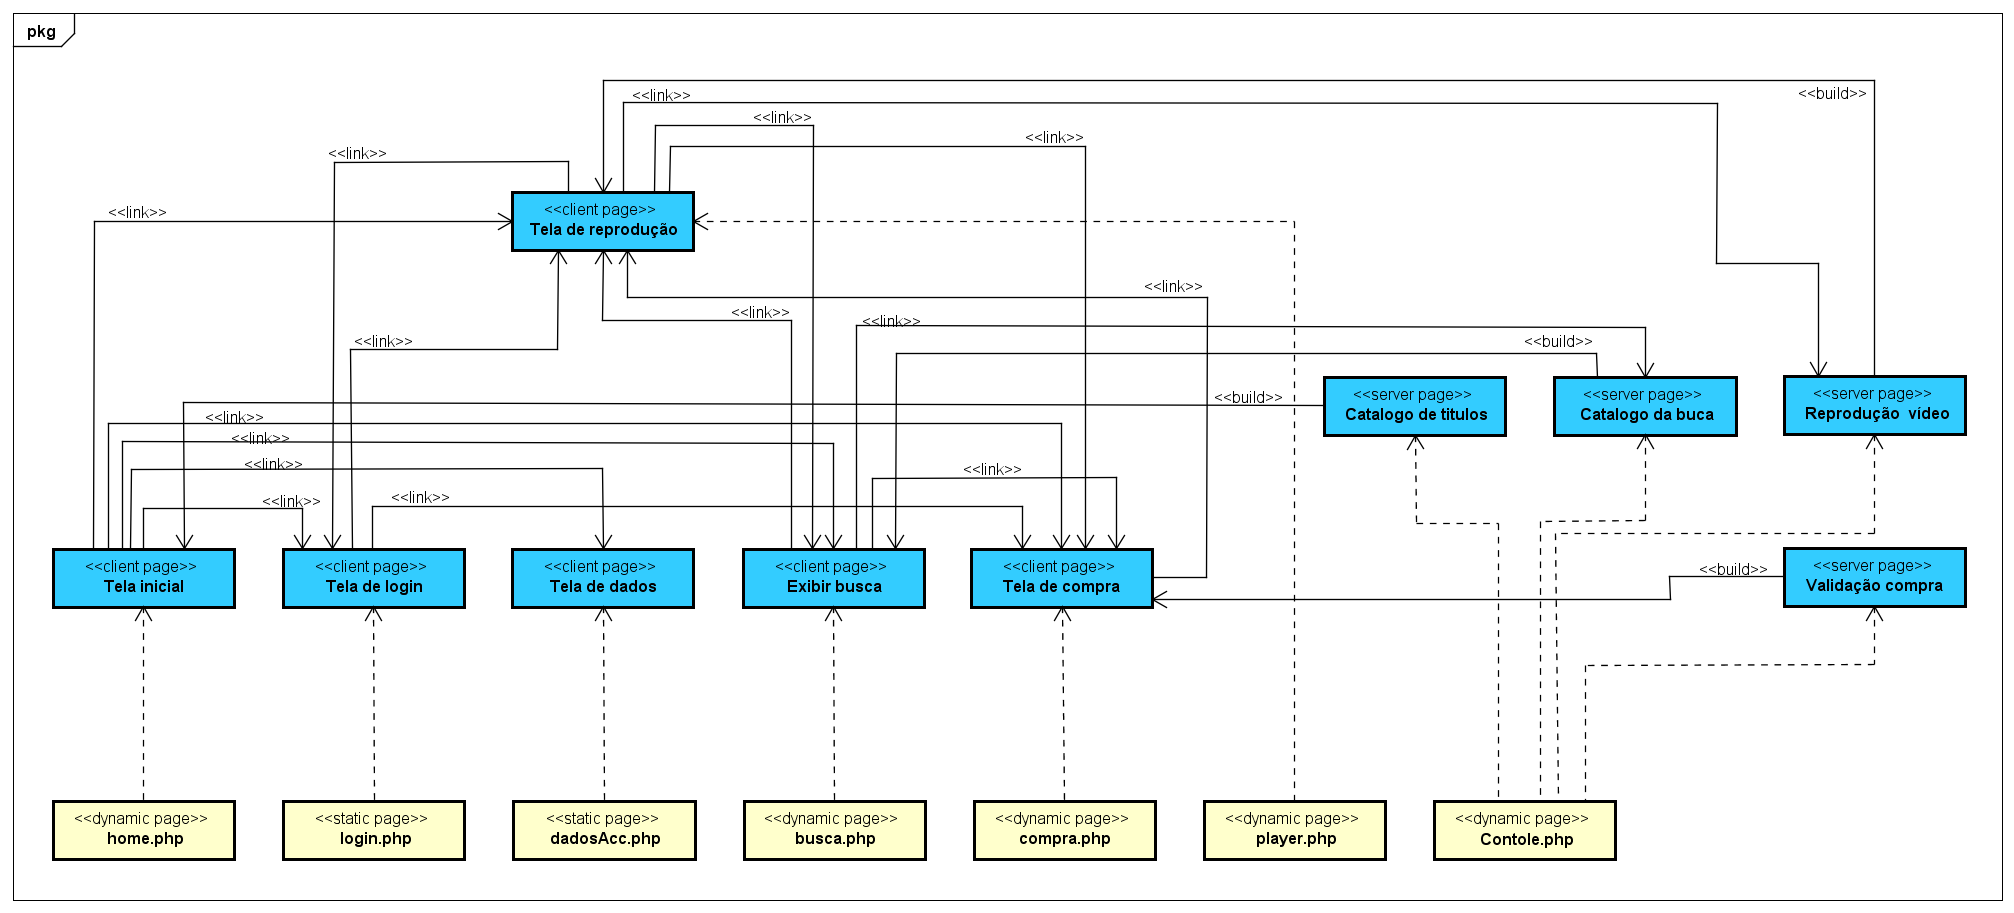 pkg
<<build>>
<<link>>
<<link>>
<<link>>
<<link>>
<<link>>
<<client page>>
Tela de reprodução
<<link>>
<<link>>
<<link>>
<<link>>
<<build>>
<<server page>>
Catalogo de titulos
<<server page>>
Catalogo da buca
<<server page>>
Reprodução  vídeo
<<build>>
<<link>>
<<link>>
<<link>>
<<link>>
<<link>>
<<link>>
<<client page>>
Tela inicial
<<client page>>
Tela de login
<<client page>>
Tela de dados
<<client page>>
Exibir busca
<<client page>>
Tela de compra
<<build>>
<<server page>>
Validação compra
<<dynamic page>>
home.php
<<static page>>
login.php
<<static page>>
dadosAcc.php
<<dynamic page>>
busca.php
<<dynamic page>>
compra.php
<<dynamic page>>
player.php
<<dynamic page>>
Contole.php